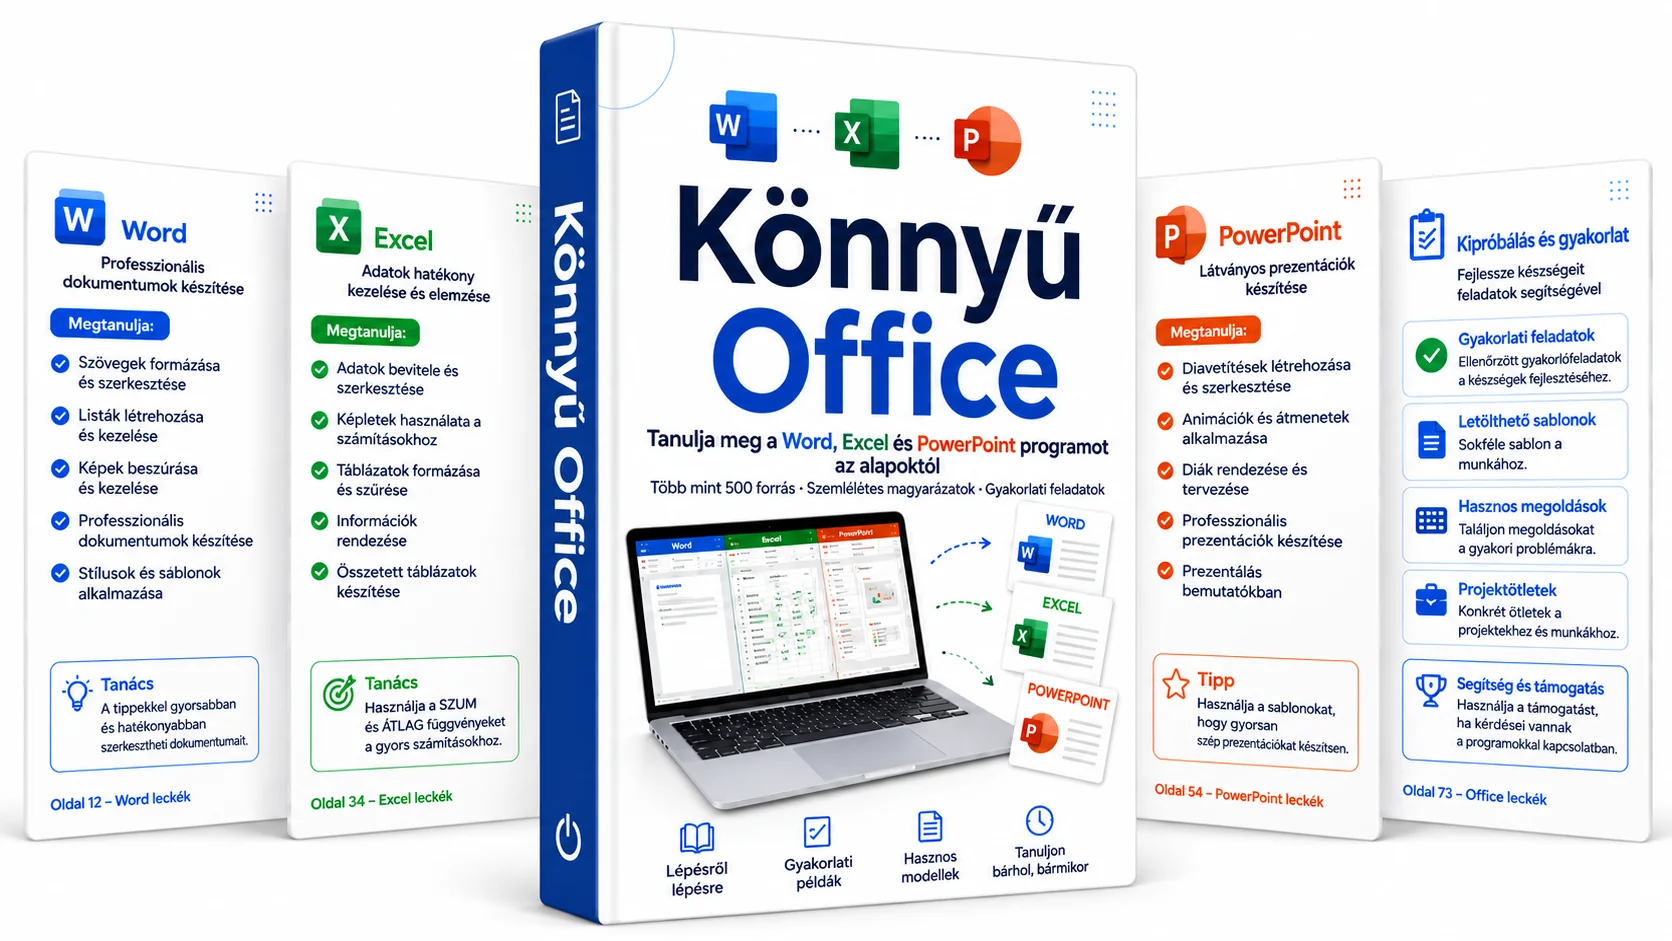 W
Word
Professzionális
dokumentumok készítése
Megtanulja:
Szövegek formázása
és szerkesztése
Listák létrehozása
és kezelése
Képek beszúrása
és kezelése
Professzionális
dokumentumok készítése
Stílusok és sablonok
alkalmazása
Tanács
A tippekkel gyorsabban
és hatékonyabban
szerkesztheti dokumentumait.
Oldal 12 – Word leckék
X
Excel
Adatok hatékony
kezelése és elemzése
Megtanulja:
Adatok bevitele és
szerkesztése
Képletek használata a
számításokhoz
Táblázatok formázása
és szűrése
Információk
rendezése
Összetett táblázatok
készítése
Tanács
Használja a SZUM
és ÁTLAG függvényeket
a gyors számításokhoz.
Oldal 34 – Excel leckék
Könnyű Office
W
X
P
Könnyű
Office
Tanulja meg a Word, Excel és PowerPoint programot
az alapoktól
Több mint 500 forrás · Szemléletes magyarázatok · Gyakorlati feladatok
Word
Excel
PowerPoint
WORD
W
EXCEL
X
POWERPOINT
P
Lépésről
lépésre
Gyakorlati
példák
Hasznos
modellek
Tanuljon
bárhol, bármikor
P
PowerPoint
Látványos prezentációk
készítése
Megtanulja:
Diavetítések létrehozása
és szerkesztése
Animációk és átmenetek
alkalmazása
Diák rendezése és
tervezése
Professzionális
prezentációk készítése
Prezentálás
bemutatókban
Tipp
Használja a sablonokat,
hogy gyorsan
szép prezentációkat készítsen.
Oldal 54 – PowerPoint leckék
Kipróbálás és gyakorlat
Fejlessze készségeit
feladatok segítségével
Gyakorlati feladatok
Ellenőrzött gyakorlófeladatok
a készségek fejlesztéséhez.
Letölthető sablonok
Sokféle sablon a
munkához.
Hasznos megoldások
Találjon megoldásokat
a gyakori problémákra.
Projektötletek
Konkrét ötletek a
projektekhez és munkákhoz.
Segítség és támogatás
Használja a támogatást,
ha kérdései vannak
a programokkal kapcsolatban.
Oldal 73 – Office leckék